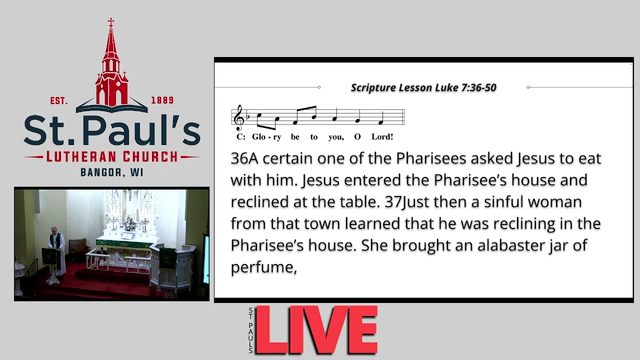 EST. 1889
St. Paul's
LUTHERAN CHURCH
BANGOR, WI
Scripture Lesson Luke 7:36-50
C: Glo - ry be to you, O Lord!
36A certain one of the Pharisees asked Jesus to eat
with him. Jesus entered the Pharisee's house and
reclined at the table. 37Just then a sinful woman
from that town learned that he was reclining in the
Pharisee's house. She brought an alabaster jar of
perfume,
ST PAULS
LIVE